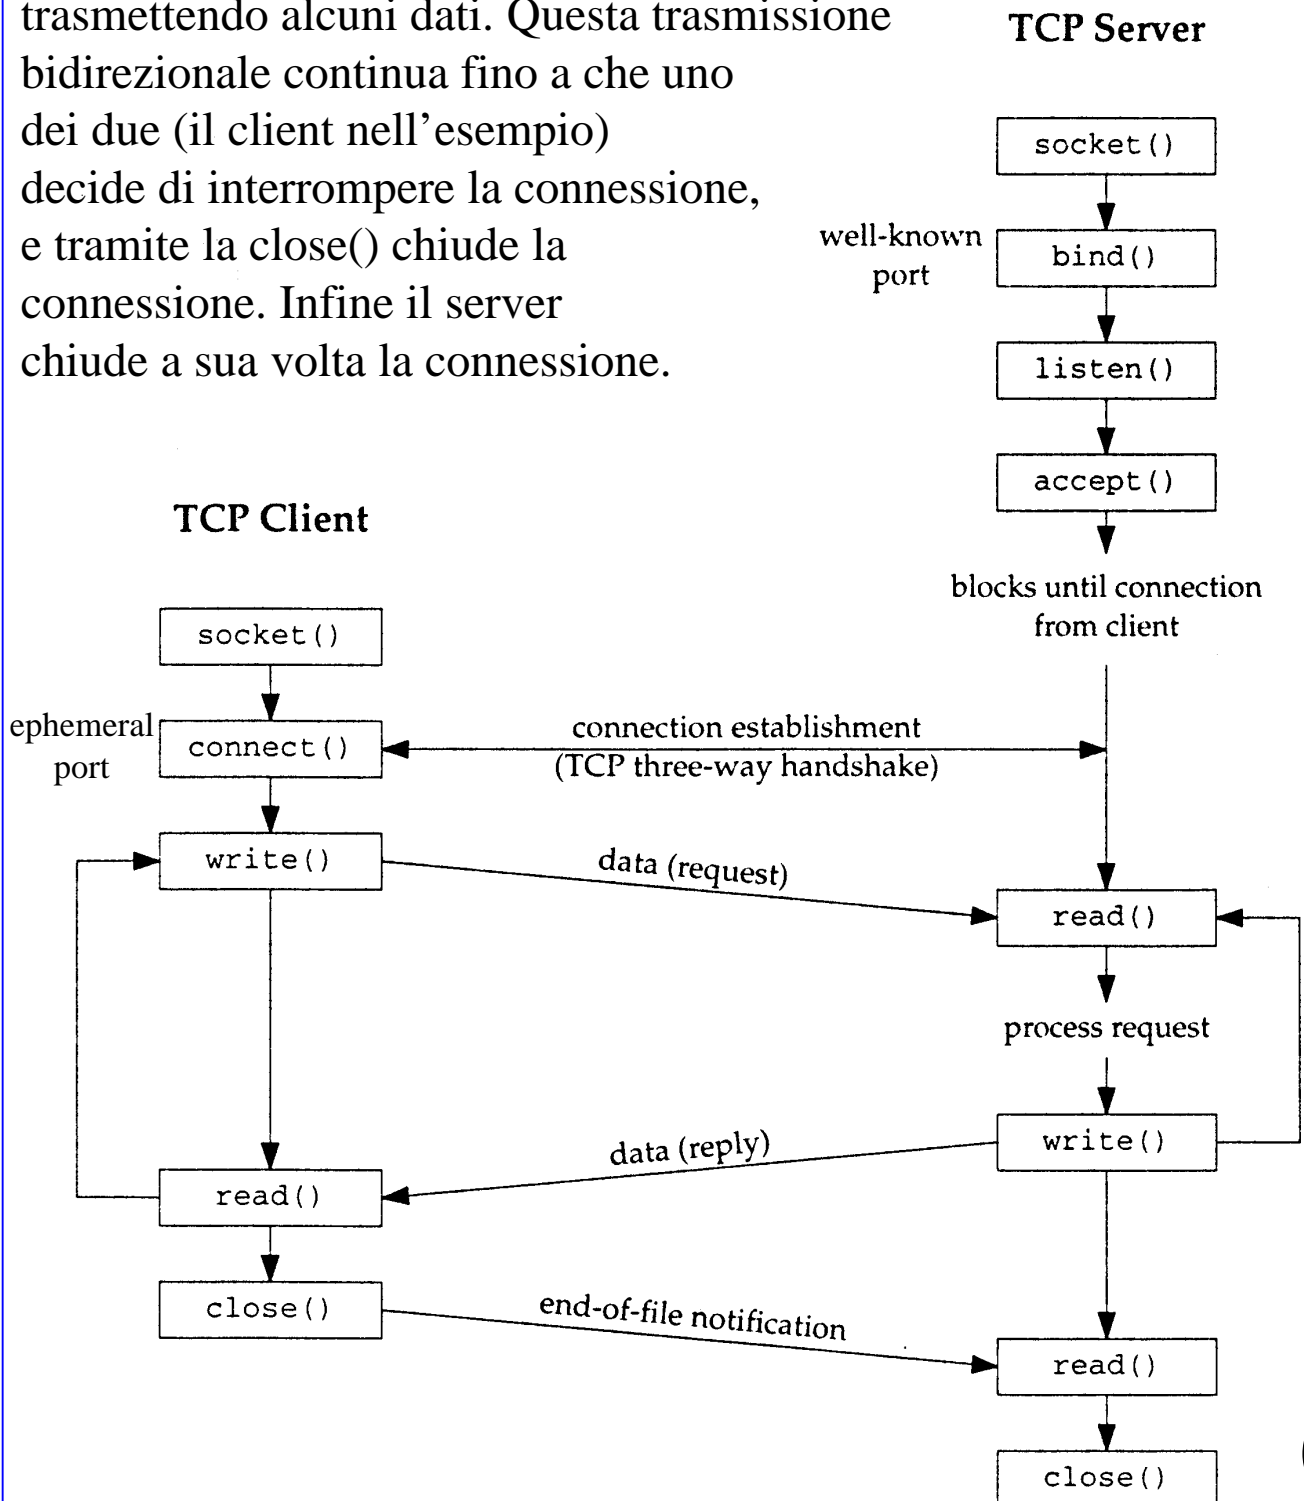 trasmettendo alcuni dati. Questa trasmissione
bidirezionale continua fino a che uno
dei due (il client nell'esempio)
decide di interrompere la connessione,
e tramite la close() chiude la
connessione. Infine il server
chiude a sua volta la connessione.
TCP Server
socket()
well-known
port
bind()
listen()
accept()
blocks until connection
from client
TCP Client
socket()
ephemeral
port
connect()
connection establishment
(TCP three-way handshake)
write()
data (request)
read()
process request
write()
data (reply)
read()
close()
end-of-file notification
read()
close()